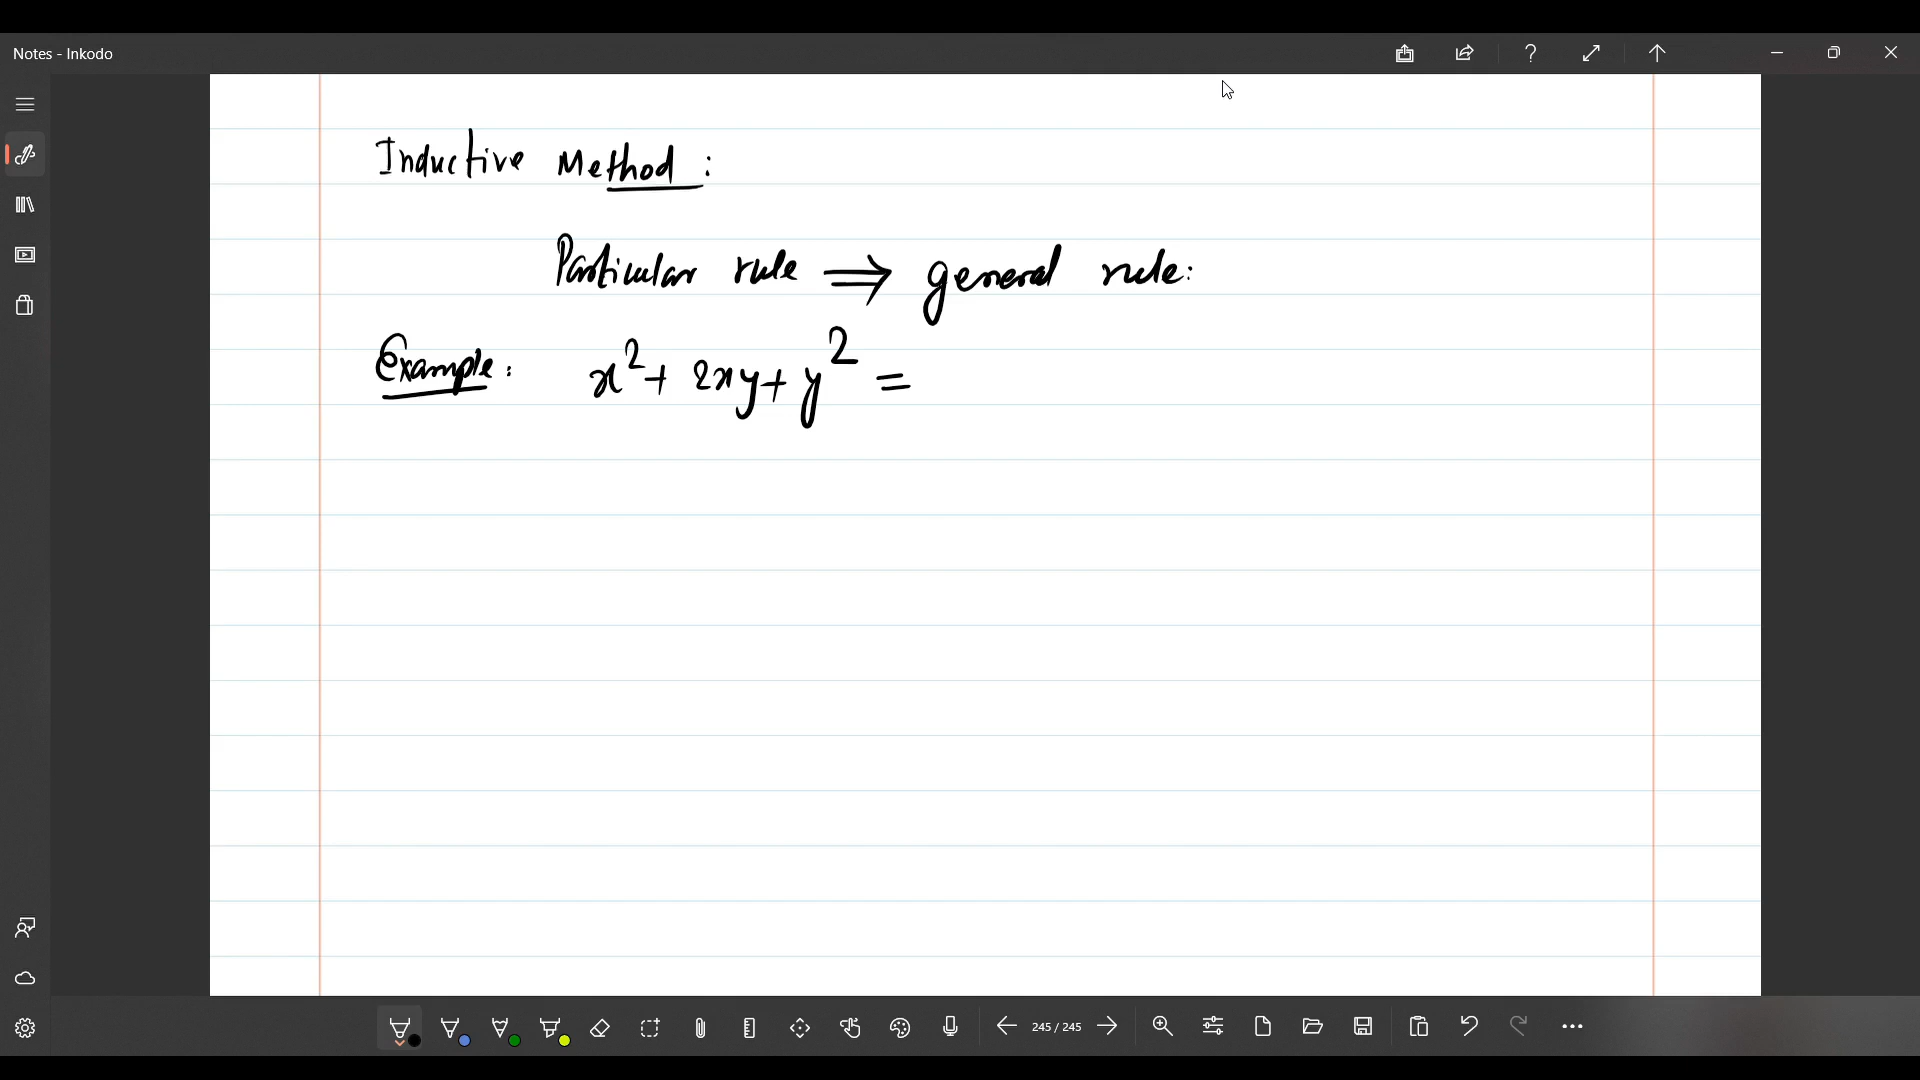 Notes - Inkodo
Inductive Method :
Particular rule ⇒ general rule:
Example: x² + 2xy + y² =
245 / 245